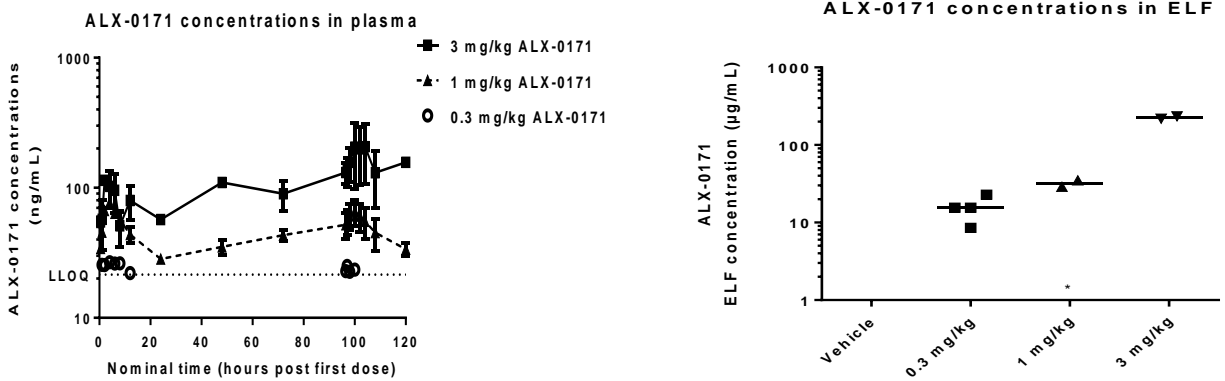 ALX-0171 concentrations in plasma
ALX-0171 concentrations
(ng/mL)
1000
100
LLOQ
10
0
20
40
60
80
100
120
Nominal time (hours post first dose)
3 mg/kg ALX-0171
1 mg/kg ALX-0171
0.3 mg/kg ALX-0171
ALX-0171 concentrations in ELF
ALX-0171
ELF concentration (µg/mL)
1000
100
10
1
*
Vehicle
0.3 mg/kg
1 mg/kg
3 mg/kg